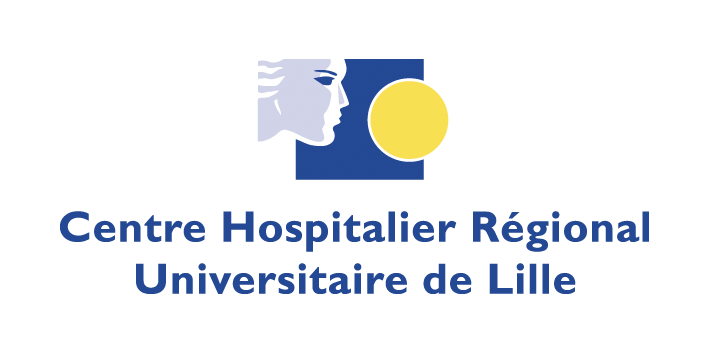 Centre Hospitalier Régional
Universitaire de Lille